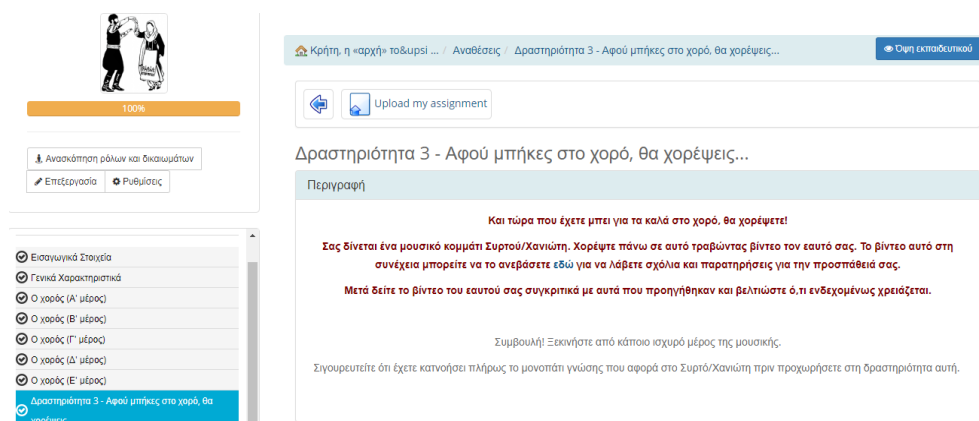 100%
Ανασκόπηση ρόλων και δικαιωμάτων
Επεξεργασία
Ρυθμίσεις
Εισαγωγικά Στοιχεία
Γενικά Χαρακτηριστικά
Ο χορός (Α' μέρος)
Ο χορός (Β' μέρος)
Ο χορός (Γ' μέρος)
Ο χορός (Δ' μέρος)
Ο χορός (Ε' μέρος)
Δραστηριότητα 3 - Αφού μπήκες στο χορό, θα
χορέψεις...
Κρήτη, η «αρχή» το&upsi ... / Αναθέσεις / Δραστηριότητα 3 - Αφού μπήκες στο χορό, θα χορέψεις...
Όψη εκπαιδευτικού
Upload my assignment
Δραστηριότητα 3 - Αφού μπήκες στο χορό, θα χορέψεις...
Περιγραφή
Και τώρα που έχετε μπει για τα καλά στο χορό, θα χορέψετε!
Σας δίνεται ένα μουσικό κομμάτι Συρτού/Χανιώτη. Χορέψτε πάνω σε αυτό τραβώντας βίντεο τον εαυτό σας. Το βίντεο αυτό στη
συνέχεια μπορείτε να το ανεβάσετε εδώ για να λάβετε σχόλια και παρατηρήσεις για την προσπάθειά σας.
Μετά δείτε το βίντεο του εαυτού σας συγκριτικά με αυτά που προηγήθηκαν και βελτιώστε ό,τι ενδεχομένως χρειάζεται.
Συμβουλή! Ξεκινήστε από κάποιο ισχυρό μέρος της μουσικής.
Σιγουρευτείτε ότι έχετε κατνοήσει πλήρως το μονοπάτι γνώσης που αφορά στο Συρτό/Χανιώτη πριν προχωρήσετε στη δραστηριότητα αυτή.